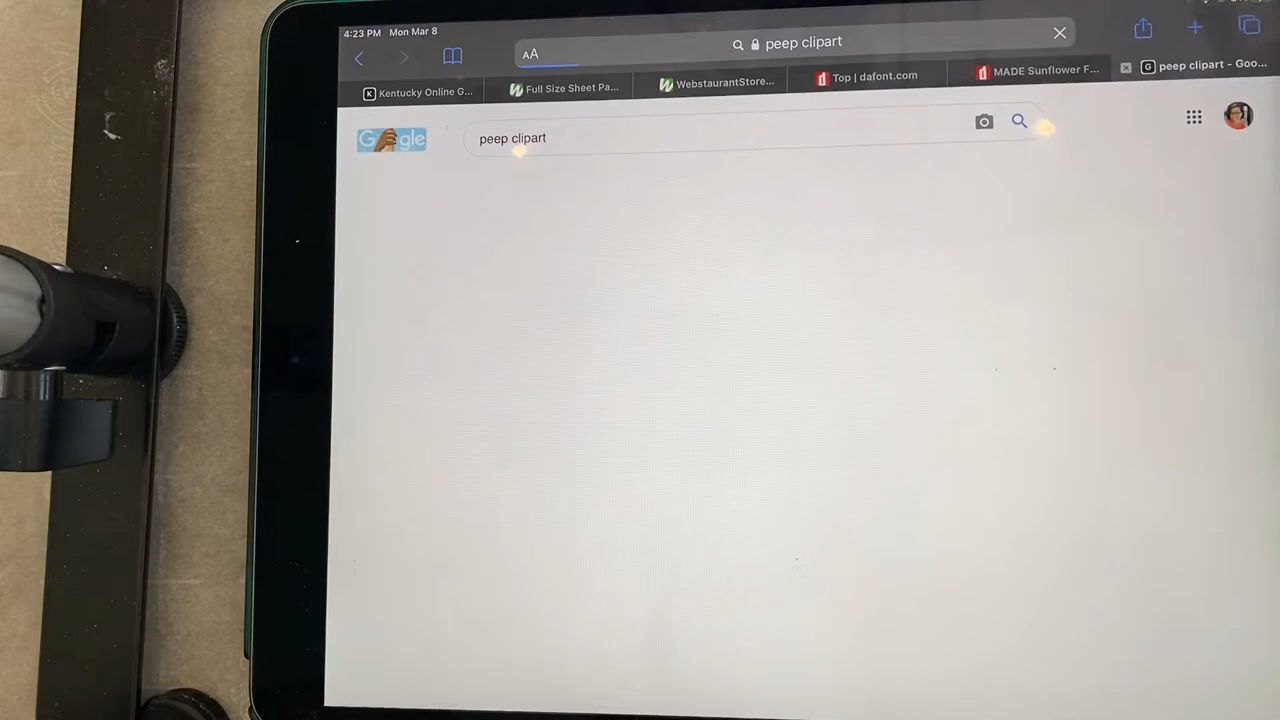 4:23 PM Mon Mar 8
AA peep clipart
Kentucky Online G...
Full Size Sheet Pa...
WebstaurantStore...
Top | dafont.com
MADE Sunflower F...
peep clipart - Goo...
Google
peep clipart